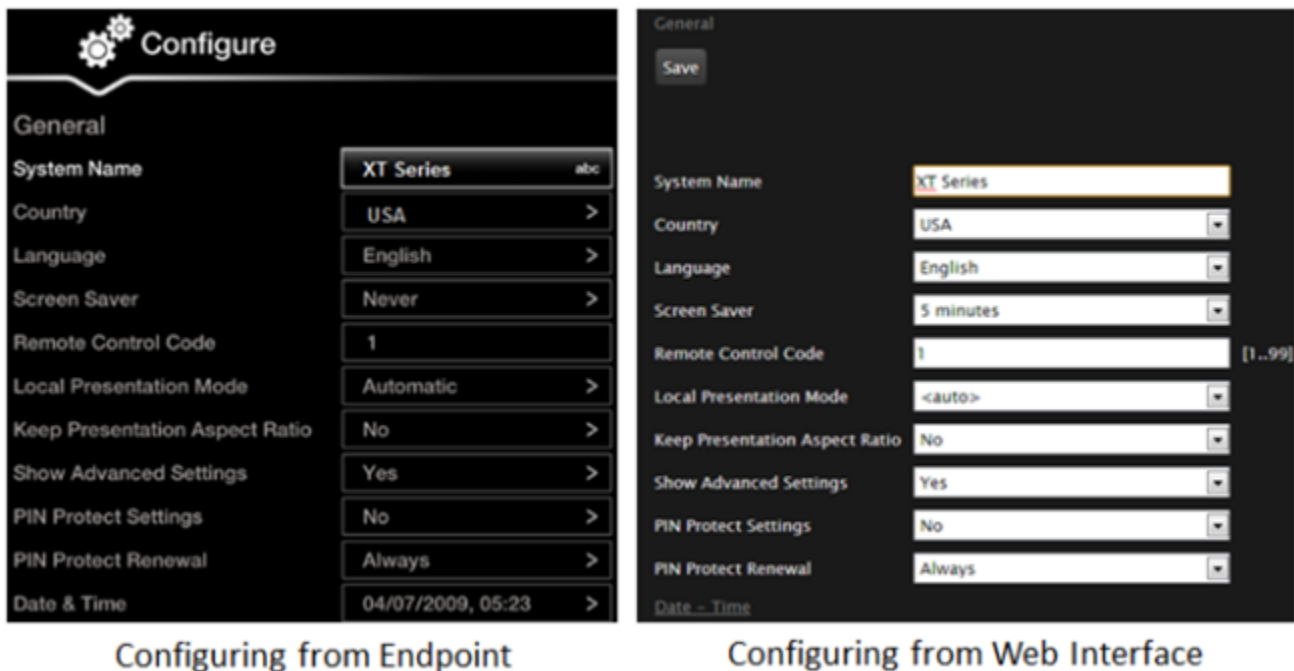 Configure
General
System Name XT Series abc
Country USA >
Language English >
Screen Saver Never >
Remote Control Code 1
Local Presentation Mode Automatic >
Keep Presentation Aspect Ratio No >
Show Advanced Settings Yes >
PIN Protect Settings No >
PIN Protect Renewal Always >
Date & Time 04/07/2009, 05:23 >
Configuring from Endpoint
General
Save
System Name XT Series
Country USA
Language English
Screen Saver 5 minutes
Remote Control Code 1 [1..99]
Local Presentation Mode <auto>
Keep Presentation Aspect Ratio No
Show Advanced Settings Yes
PIN Protect Settings No
PIN Protect Renewal Always
Date - Time
Configuring from Web Interface